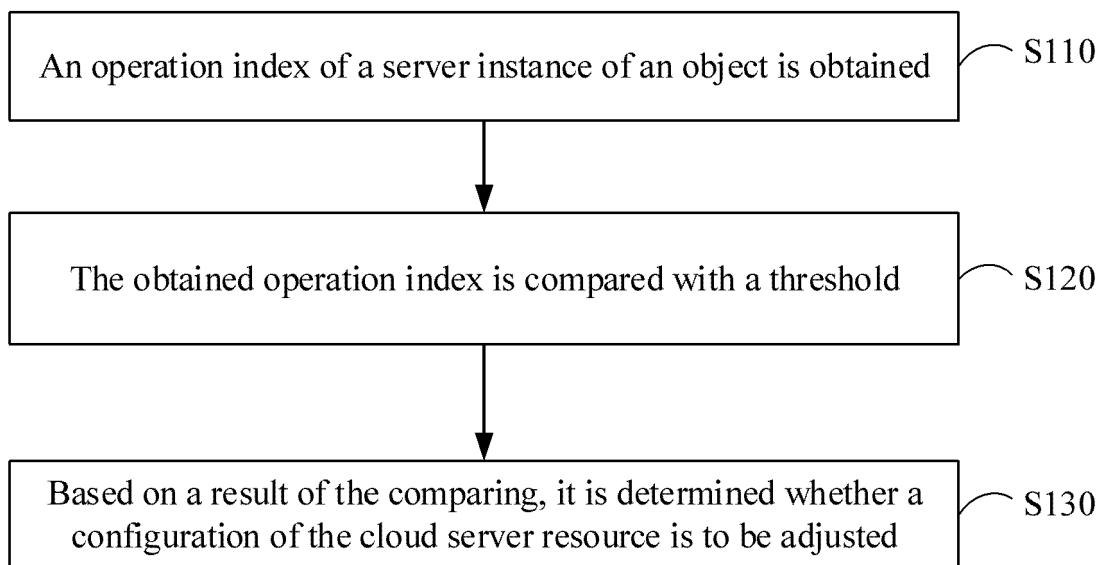 An operation index of a server instance of an object is obtained
S110
The obtained operation index is compared with a threshold
S120
Based on a result of the comparing, it is determined whether a
configuration of the cloud server resource is to be adjusted
S130